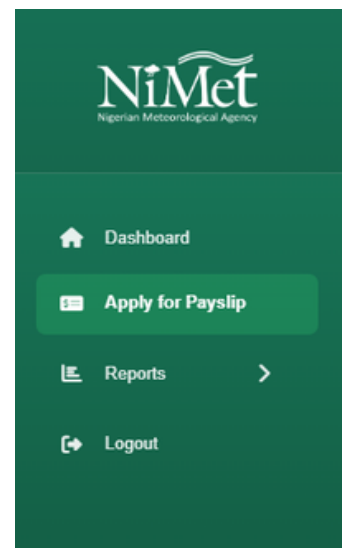 NiMet
Nigerian Meteorological Agency
Dashboard
Apply for Payslip
Reports
Logout